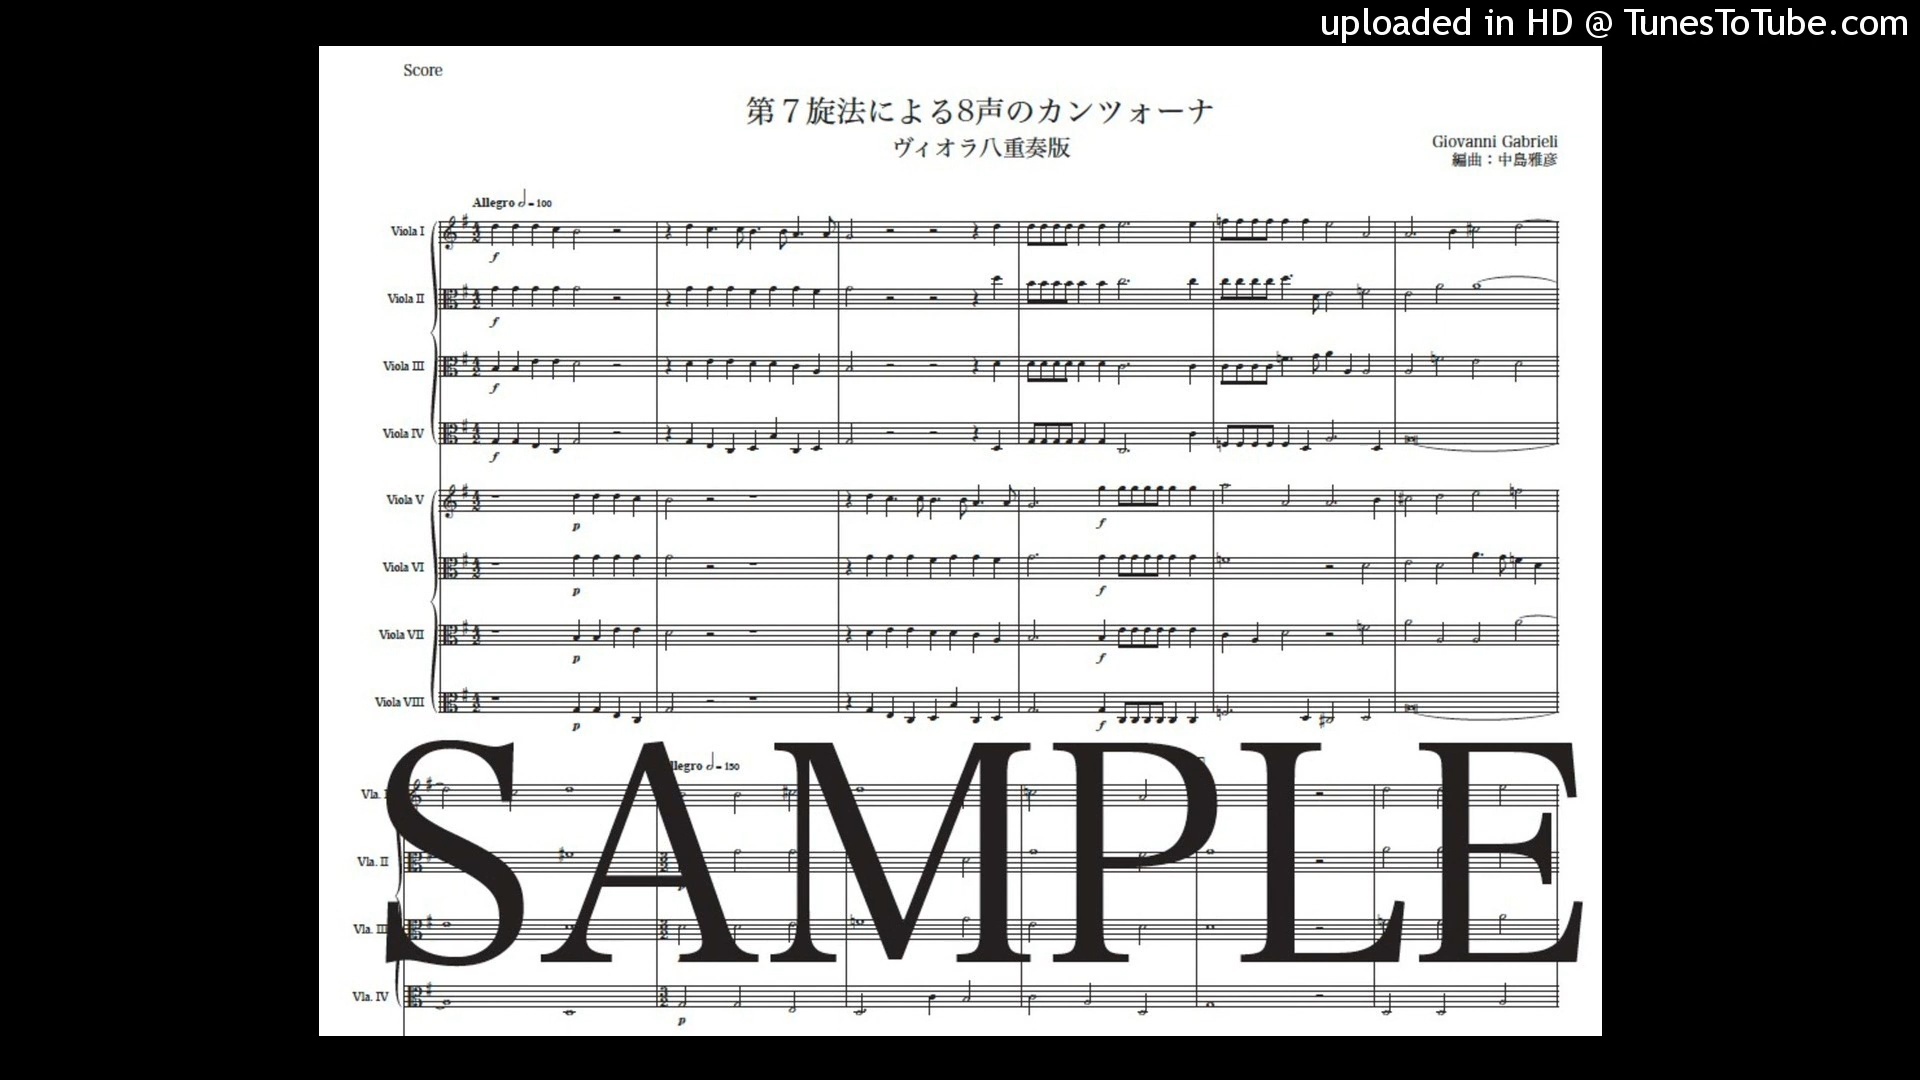 uploaded in HD @ TunesToTube.com
Score
第７旋法による8声のカンツォーナ
ヴィオラ八重奏版
Giovanni Gabrieli
編曲：中島雅彦
Allegro = 100
Viola I
f
Viola II
f
Viola III
f
Viola IV
f
Viola V
p
f
Viola VI
p
f
Viola VII
p
f
Viola VIII
p
f
SAMPLE
llegro = 150
Vla. I
Vla. II
Vla. III
Vla. IV
p